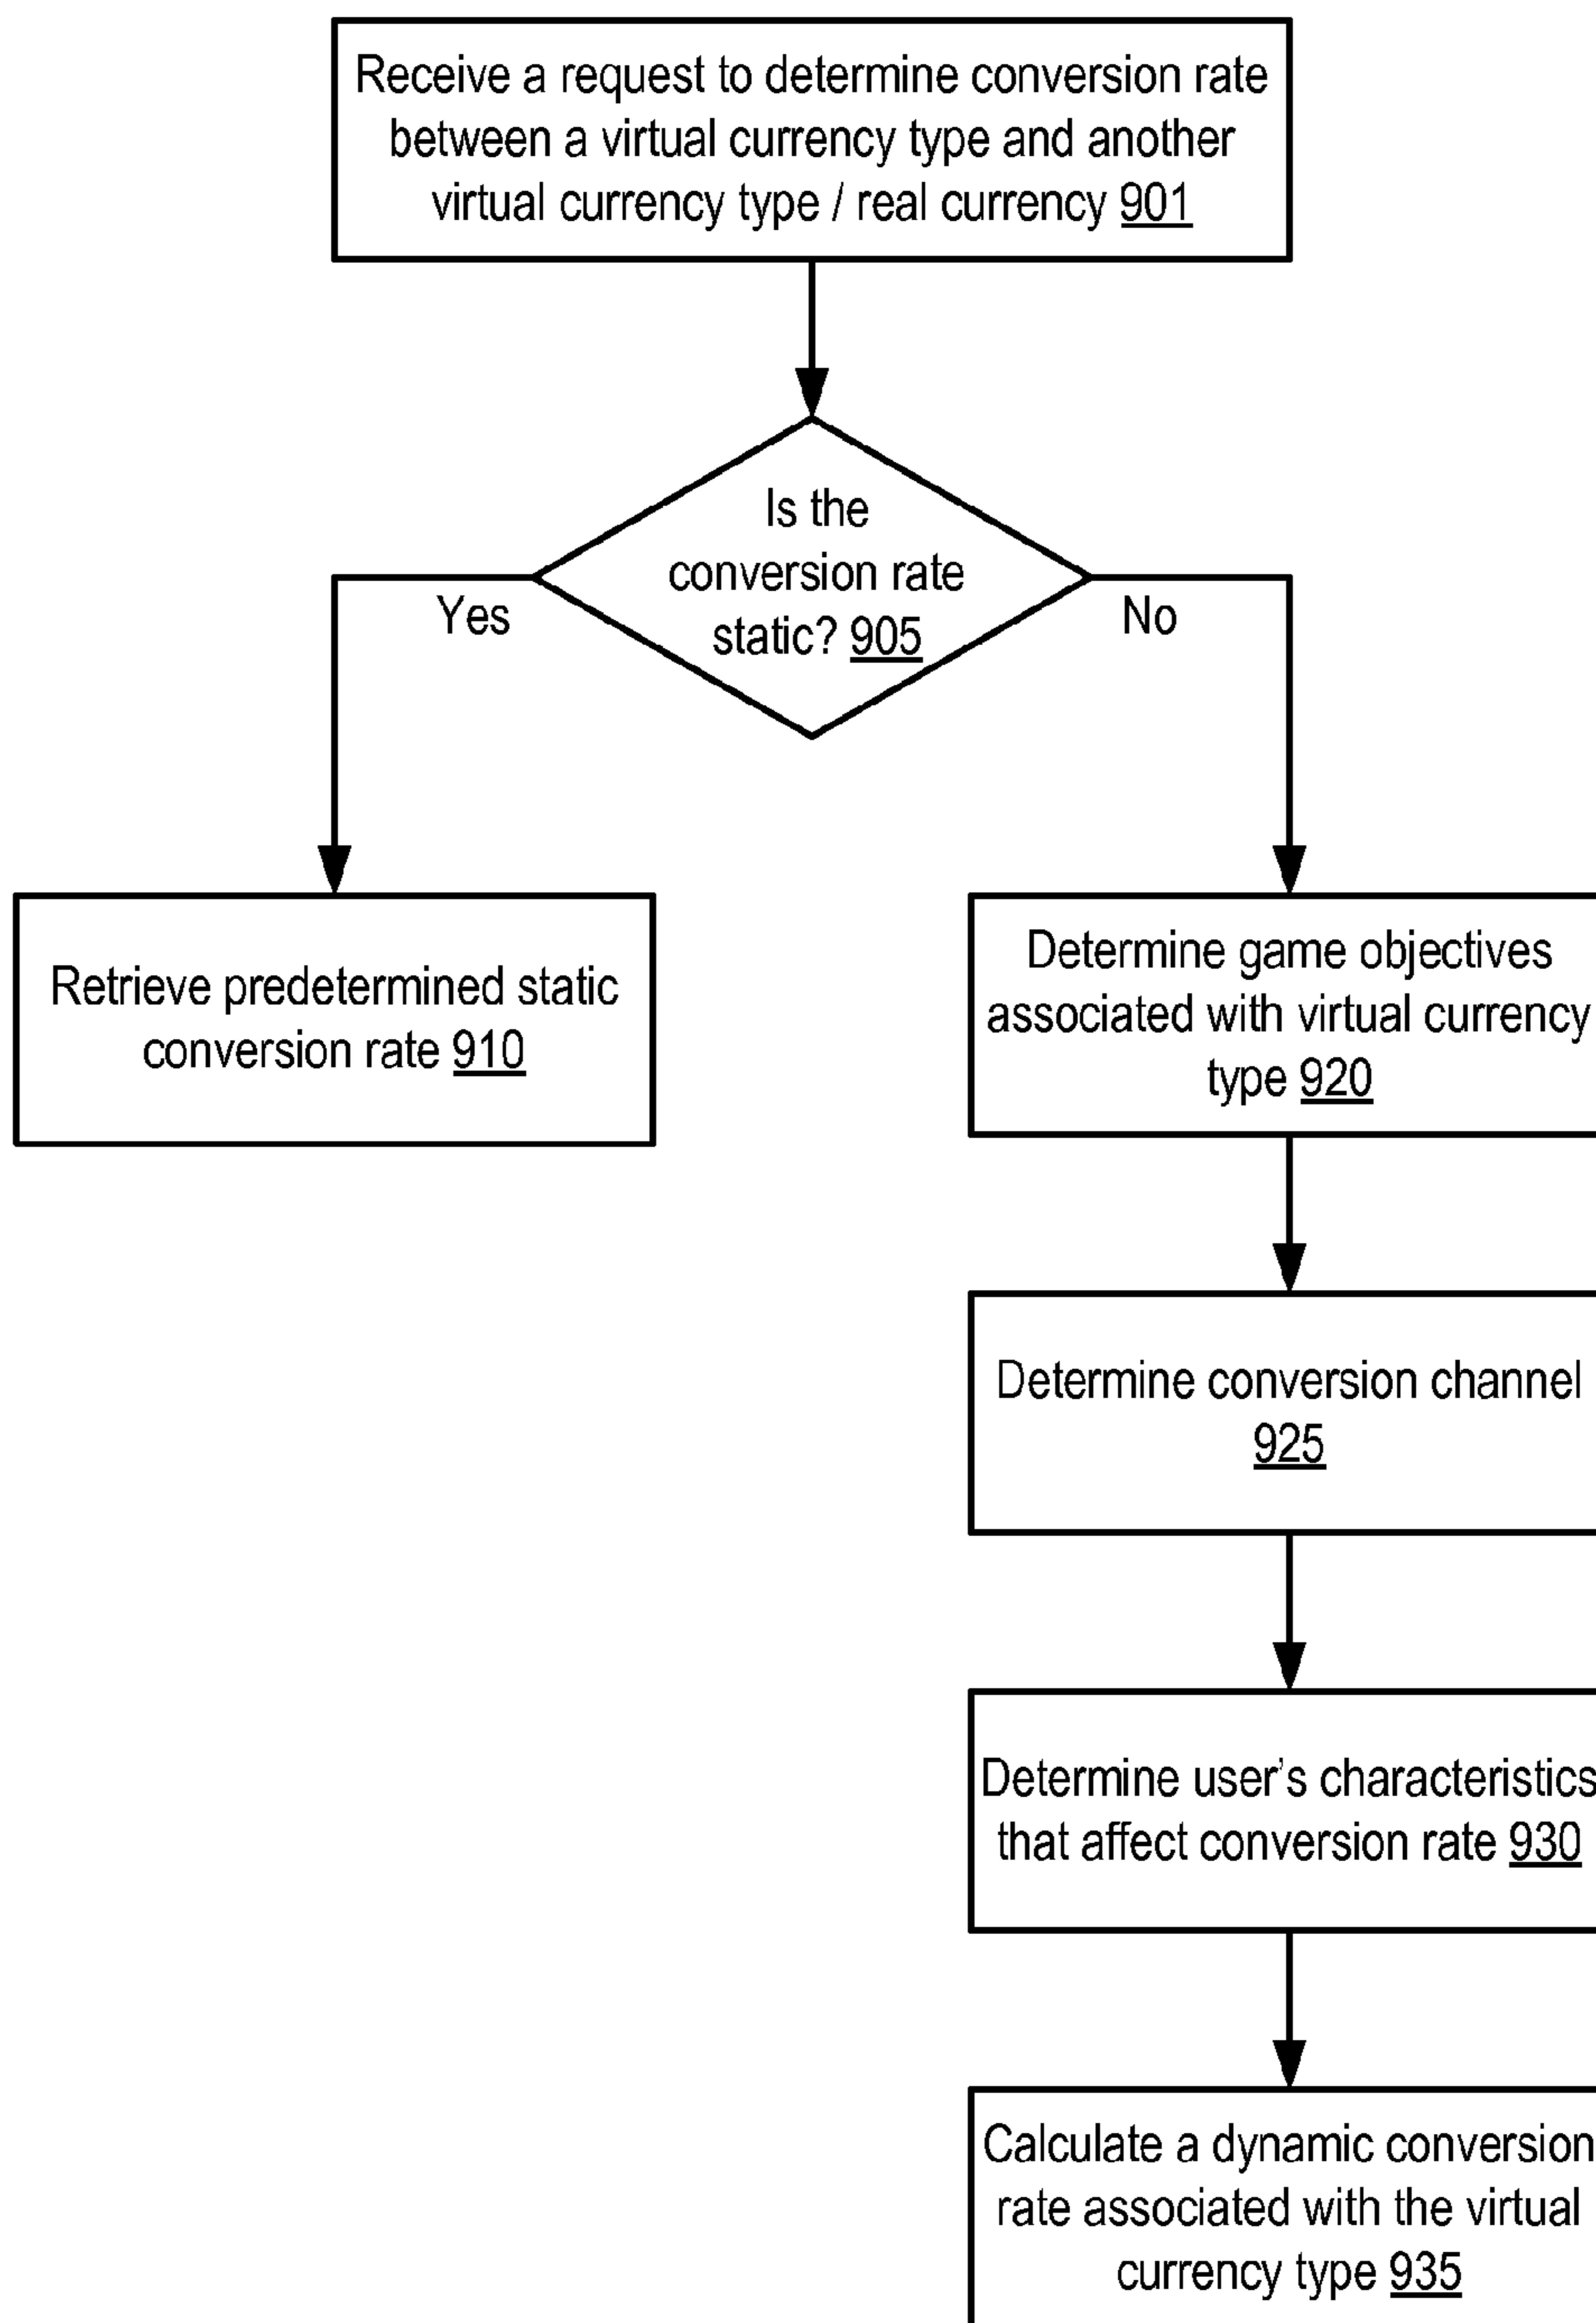 Receive a request to determine conversion rate
between a virtual currency type and another
virtual currency type / real currency 901
Is the
conversion rate
static? 905
Yes
No
Retrieve predetermined static
conversion rate 910
Determine game objectives
associated with virtual currency
type 920
Determine conversion channel
925
Determine user's characteristics
that affect conversion rate 930
Calculate a dynamic conversion
rate associated with the virtual
currency type 935